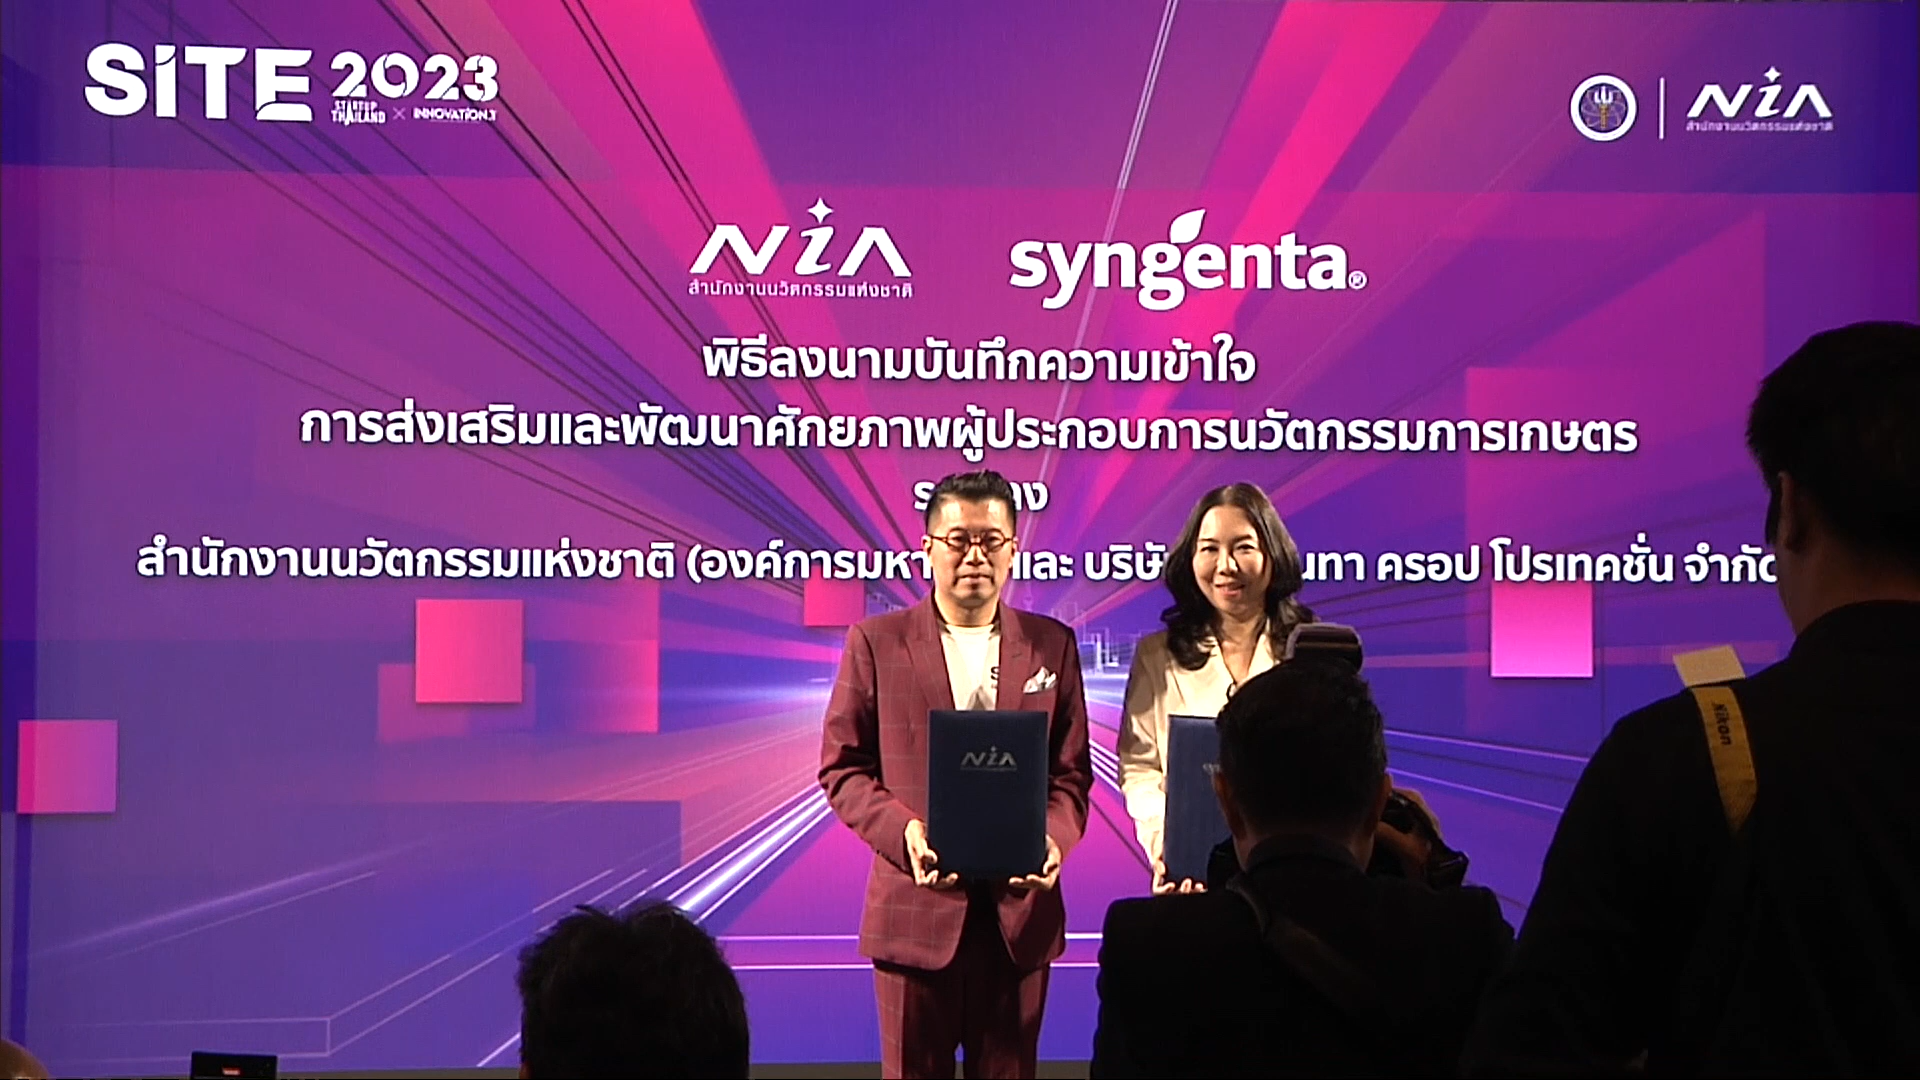 SiTE 2023
STARTUP THAILAND × INNOVATION
NiA
สำนักงานนวัตกรรมแห่งชาติ
NiA
สำนักงานนวัตกรรมแห่งชาติ
syngenta®
พิธีลงนามบันทึกความเข้าใจ
การส่งเสริมและพัฒนาศักยภาพผู้ประกอบการนวัตกรรมการเกษตร
สำนักงานนวัตกรรมแห่งชาติ (องค์การมหา และ ครอป โปรเทคชั่น จำกัด
NiA
Nikon